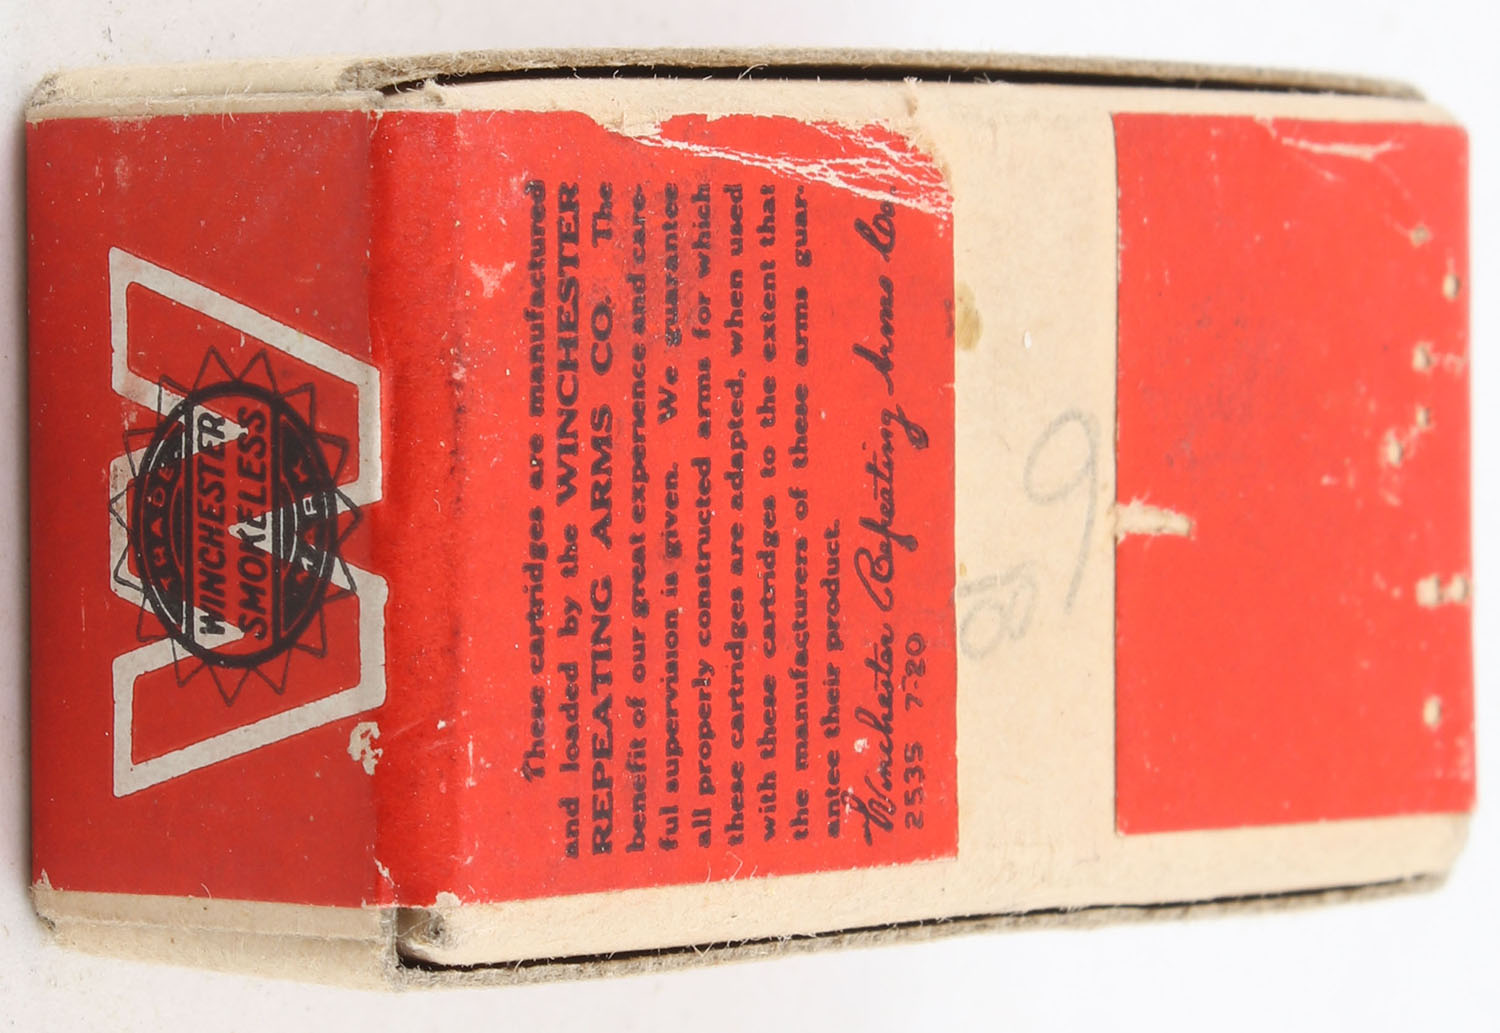 TRADE
WINCHESTER
SMOKELESS
MARK
These cartridges are manufactured
and loaded by the WINCHESTER
REPEATING ARMS CO. The
benefit of our great experience and care-
ful supervision is given. We guarantee
all properly constructed arms for which
these cartridges are adapted, when used
with these cartridges to the extent that
the manufacturers of these arms guar-
antee their product.
Winchester Repeating Arms Co.
2535 7-20